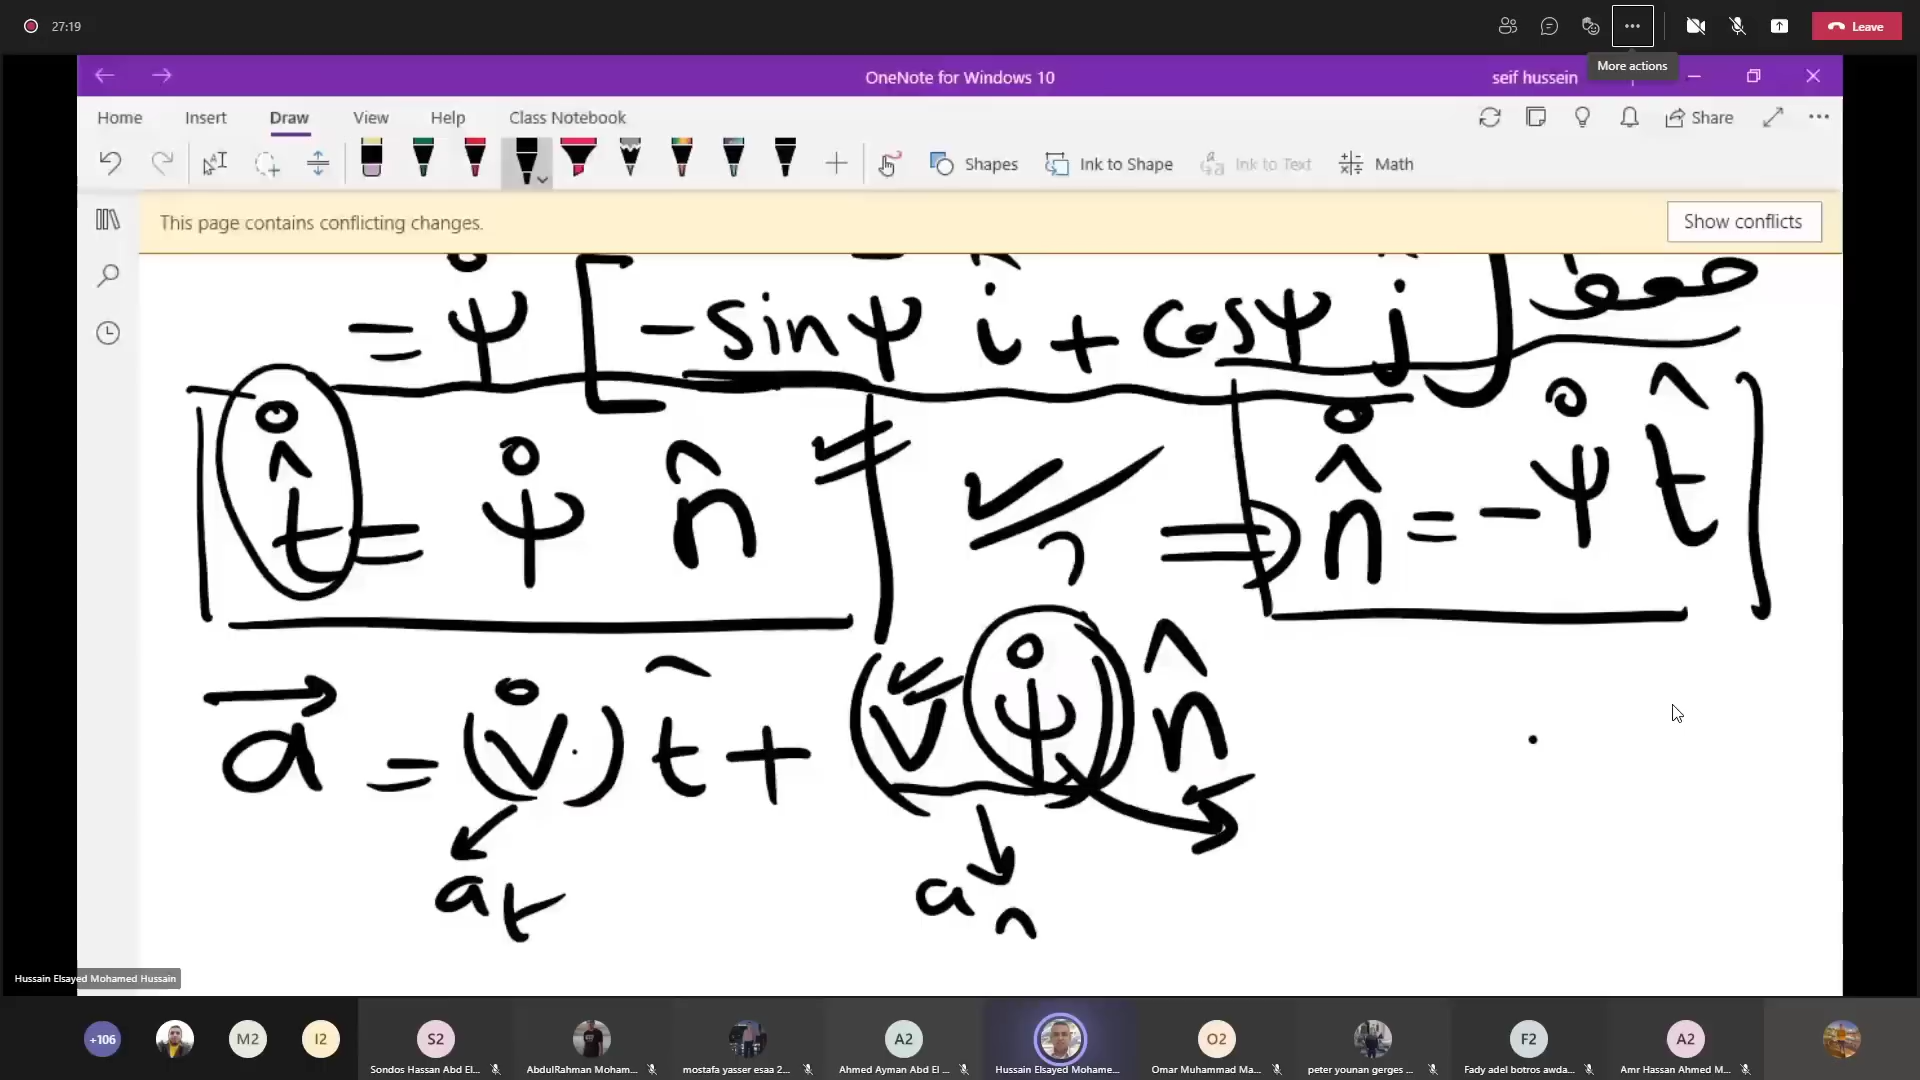 27:19
Leave
More actions
OneNote for Windows 10
seif hussein
Home Insert Draw View Help Class Notebook
Share
Shapes Ink to Shape Ink to Text Math
This page contains conflicting changes.
Show conflicts
= ψ̊ [ -sinψ î + cosψ ĵ ]
t̂̊ = ψ̊ n̂
⇒ n̂̊ = -ψ̊ t̂
a⃗ = (v̊) t̂ + (v ψ̊) n̂
a_t
a_n
Hussain Elsayed Mohamed Hussain
+106 M2 I2 S2 A2 O2 F2 A2
Sondos Hassan Abd El... AbdulRahman Moham... mostafa yasser esaa 2... Ahmed Ayman Abd El ... Hussain Elsayed Mohame... Omar Muhammad Ma... peter younan gerges ... Fady adel botros awda... Amr Hassan Ahmed M...